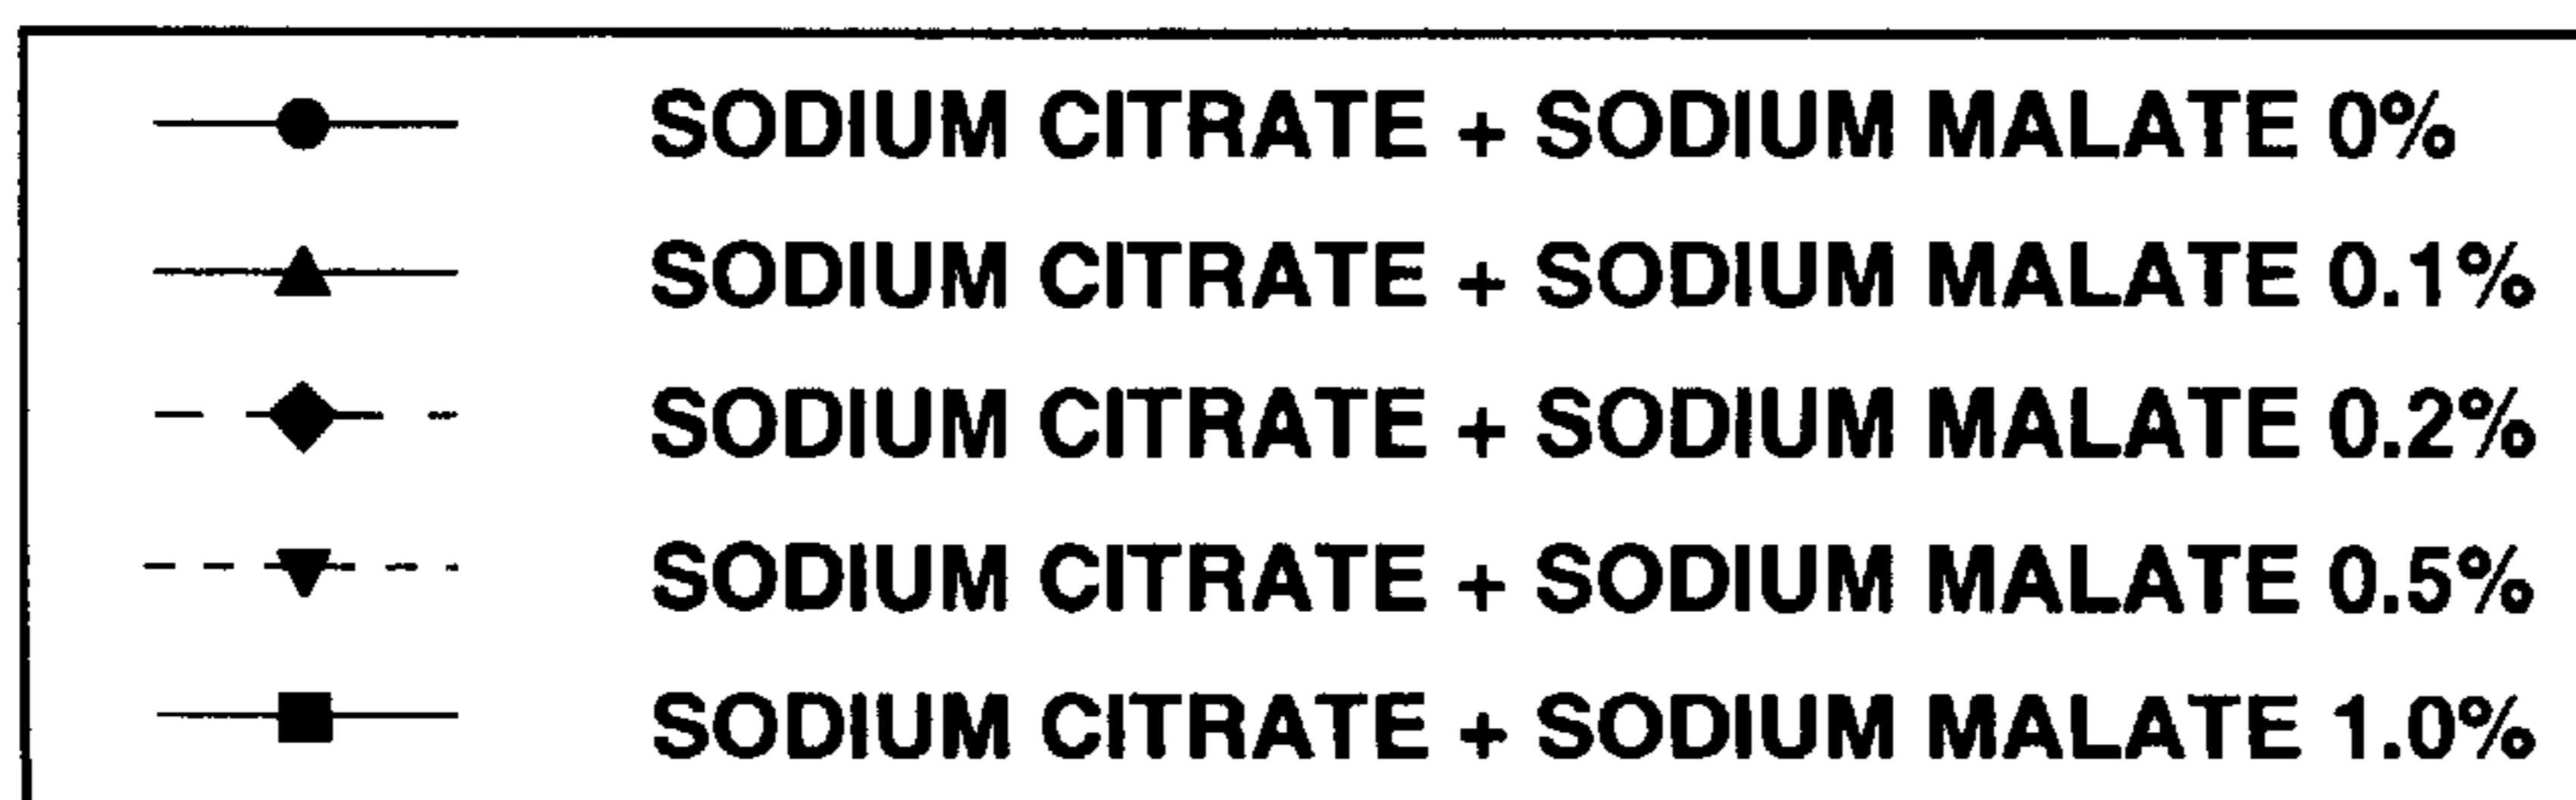 SODIUM CITRATE + SODIUM MALATE 0%
SODIUM CITRATE + SODIUM MALATE 0.1%
SODIUM CITRATE + SODIUM MALATE 0.2%
SODIUM CITRATE + SODIUM MALATE 0.5%
SODIUM CITRATE + SODIUM MALATE 1.0%